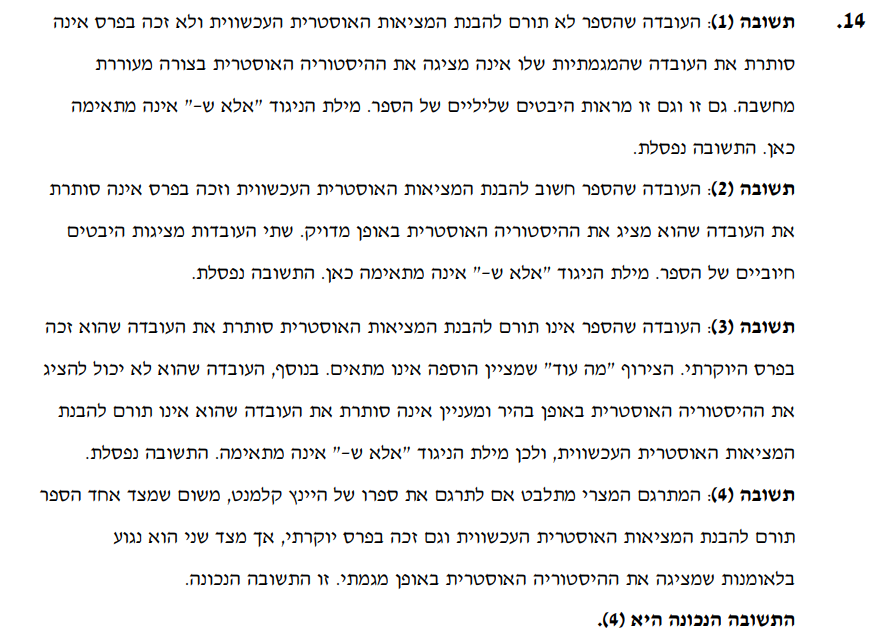 14. תשובה (1): העובדה שהספר לא תורם להבנת המציאות האוסטרית העכשווית ולא זכה בפרס אינה
סותרת את העובדה שהמגמתיות שלו אינה מציגה את ההיסטוריה האוסטרית בצורה מעוררת
מחשבה. גם זו וגם זו מראות היבטים שליליים של הספר. מילת הניגוד "אלא ש-" אינה מתאימה
כאן. התשובה נפסלת.
תשובה (2): העובדה שהספר חשוב להבנת המציאות האוסטרית העכשווית וזכה בפרס אינה סותרת
את העובדה שהוא מציג את ההיסטוריה האוסטרית באופן מדויק. שתי העובדות מציגות היבטים
חיוביים של הספר. מילת הניגוד "אלא ש-" אינה מתאימה כאן. התשובה נפסלת.
תשובה (3): העובדה שהספר אינו תורם להבנת המציאות האוסטרית סותרת את העובדה שהוא זכה
בפרס היוקרתי. הצירוף "מה עוד" שמציין הוספה אינו מתאים. בנוסף, העובדה שהוא לא יכול להציג
את ההיסטוריה האוסטרית באופן בהיר ומעניין אינה סותרת את העובדה שהוא אינו תורם להבנת
המציאות האוסטרית העכשווית, ולכן מילת הניגוד "אלא ש-" אינה מתאימה. התשובה נפסלת.
תשובה (4): המתרגם המצרי מתלבט אם לתרגם את ספרו של היינץ קלמנט, משום שמצד אחד הספר
תורם להבנת המציאות האוסטרית העכשווית וגם זכה בפרס יוקרתי, אך מצד שני הוא נגוע
בלאומנות שמציגה את ההיסטוריה האוסטרית באופן מגמתי. זו התשובה הנכונה.
התשובה הנכונה היא (4).